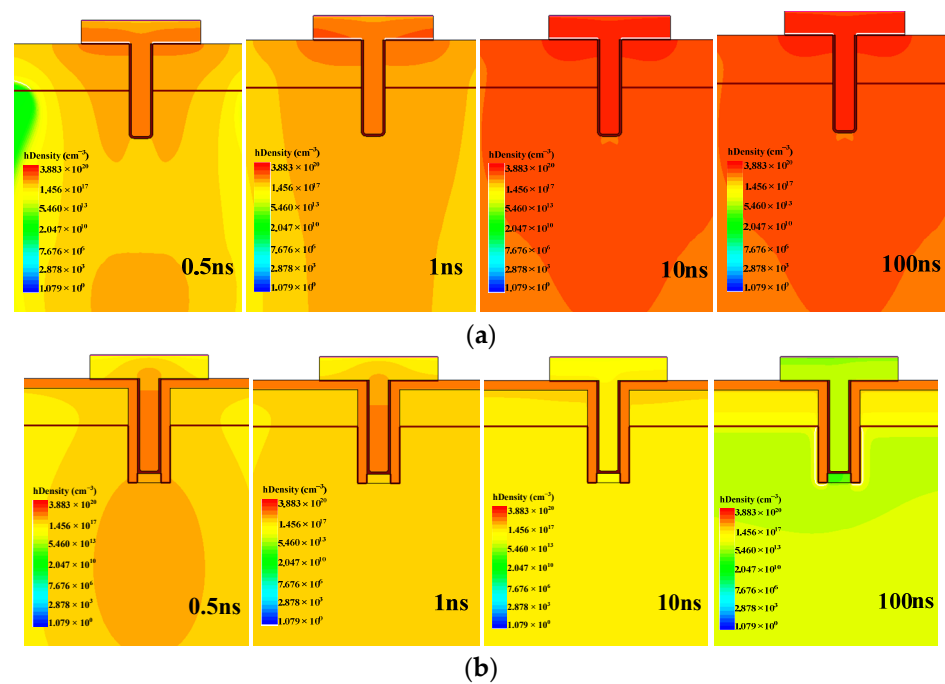 hDensity (cm⁻³)
3.883 × 10²⁰
1.456 × 10¹⁷
5.460 × 10¹³
2.047 × 10¹⁰
7.676 × 10⁶
2.878 × 10³
1.079 × 10⁰
0.5ns
hDensity (cm⁻³)
3.883 × 10²⁰
1.456 × 10¹⁷
5.460 × 10¹³
2.047 × 10¹⁰
7.676 × 10⁶
2.878 × 10³
1.079 × 10⁰
1ns
hDensity (cm⁻³)
3.883 × 10²⁰
1.456 × 10¹⁷
5.460 × 10¹³
2.047 × 10¹⁰
7.676 × 10⁶
2.878 × 10³
1.079 × 10⁰
10ns
hDensity (cm⁻³)
3.883 × 10²⁰
1.456 × 10¹⁷
5.460 × 10¹³
2.047 × 10¹⁰
7.676 × 10⁶
2.878 × 10³
1.079 × 10⁰
100ns
(a)
hDensity (cm⁻³)
3.883 × 10²⁰
1.456 × 10¹⁷
5.460 × 10¹³
2.047 × 10¹⁰
7.676 × 10⁶
2.878 × 10³
1.079 × 10⁰
0.5ns
hDensity (cm⁻³)
3.883 × 10²⁰
1.456 × 10¹⁷
5.460 × 10¹³
2.047 × 10¹⁰
7.676 × 10⁶
2.878 × 10³
1.079 × 10⁰
1ns
hDensity (cm⁻³)
3.883 × 10²⁰
1.456 × 10¹⁷
5.460 × 10¹³
2.047 × 10¹⁰
7.676 × 10⁶
2.878 × 10³
1.079 × 10⁰
10ns
hDensity (cm⁻³)
3.883 × 10²⁰
1.456 × 10¹⁷
5.460 × 10¹³
2.047 × 10¹⁰
7.676 × 10⁶
2.878 × 10³
1.079 × 10⁰
100ns
(b)